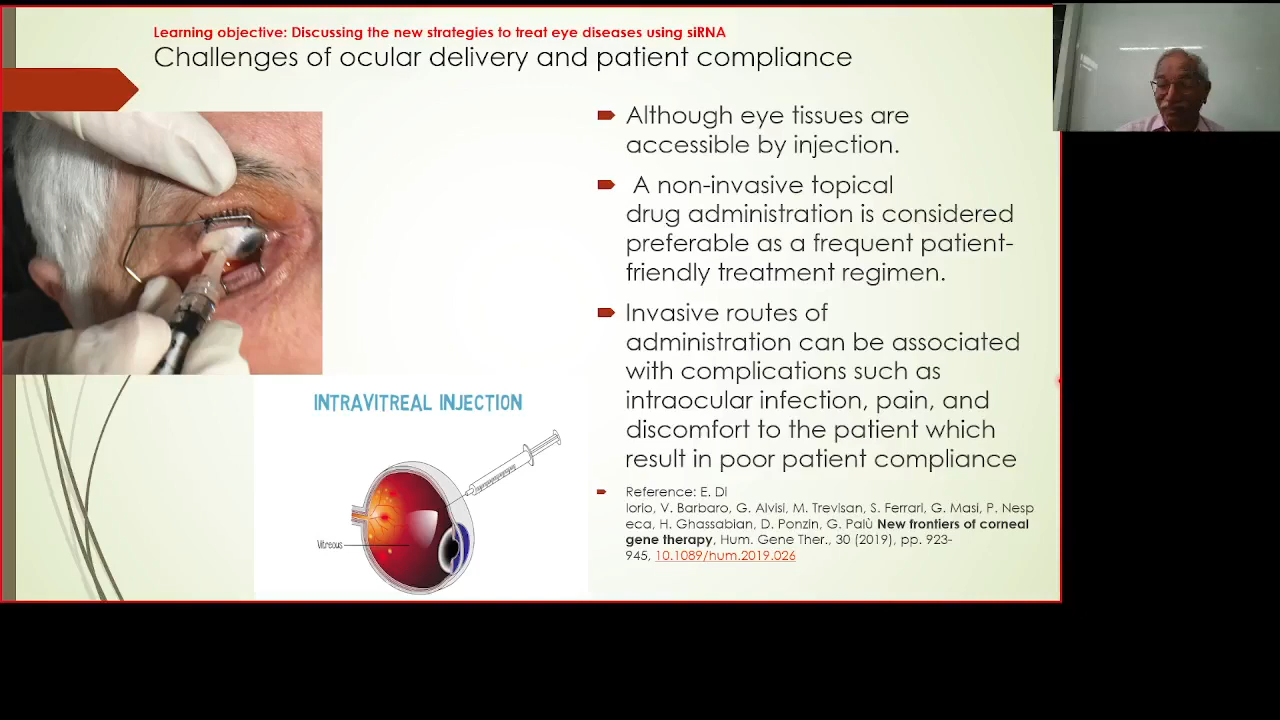 Learning objective: Discussing the new strategies to treat eye diseases using siRNA
Challenges of ocular delivery and patient compliance
Although eye tissues are
accessible by injection.
A non-invasive topical
drug administration is considered
preferable as a frequent patient-
friendly treatment regimen.
Invasive routes of
administration can be associated
with complications such as
intraocular infection, pain, and
discomfort to the patient which
result in poor patient compliance
Reference: E. Di
Iorio, V. Barbaro, G. Alvisi, M. Trevisan, S. Ferrari, G. Masi, P. Nesp
eca, H. Ghassabian, D. Ponzin, G. Palù New frontiers of corneal
gene therapy, Hum. Gene Ther., 30 (2019), pp. 923-
945, 10.1089/hum.2019.026
INTRAVITREAL INJECTION
Vitreous